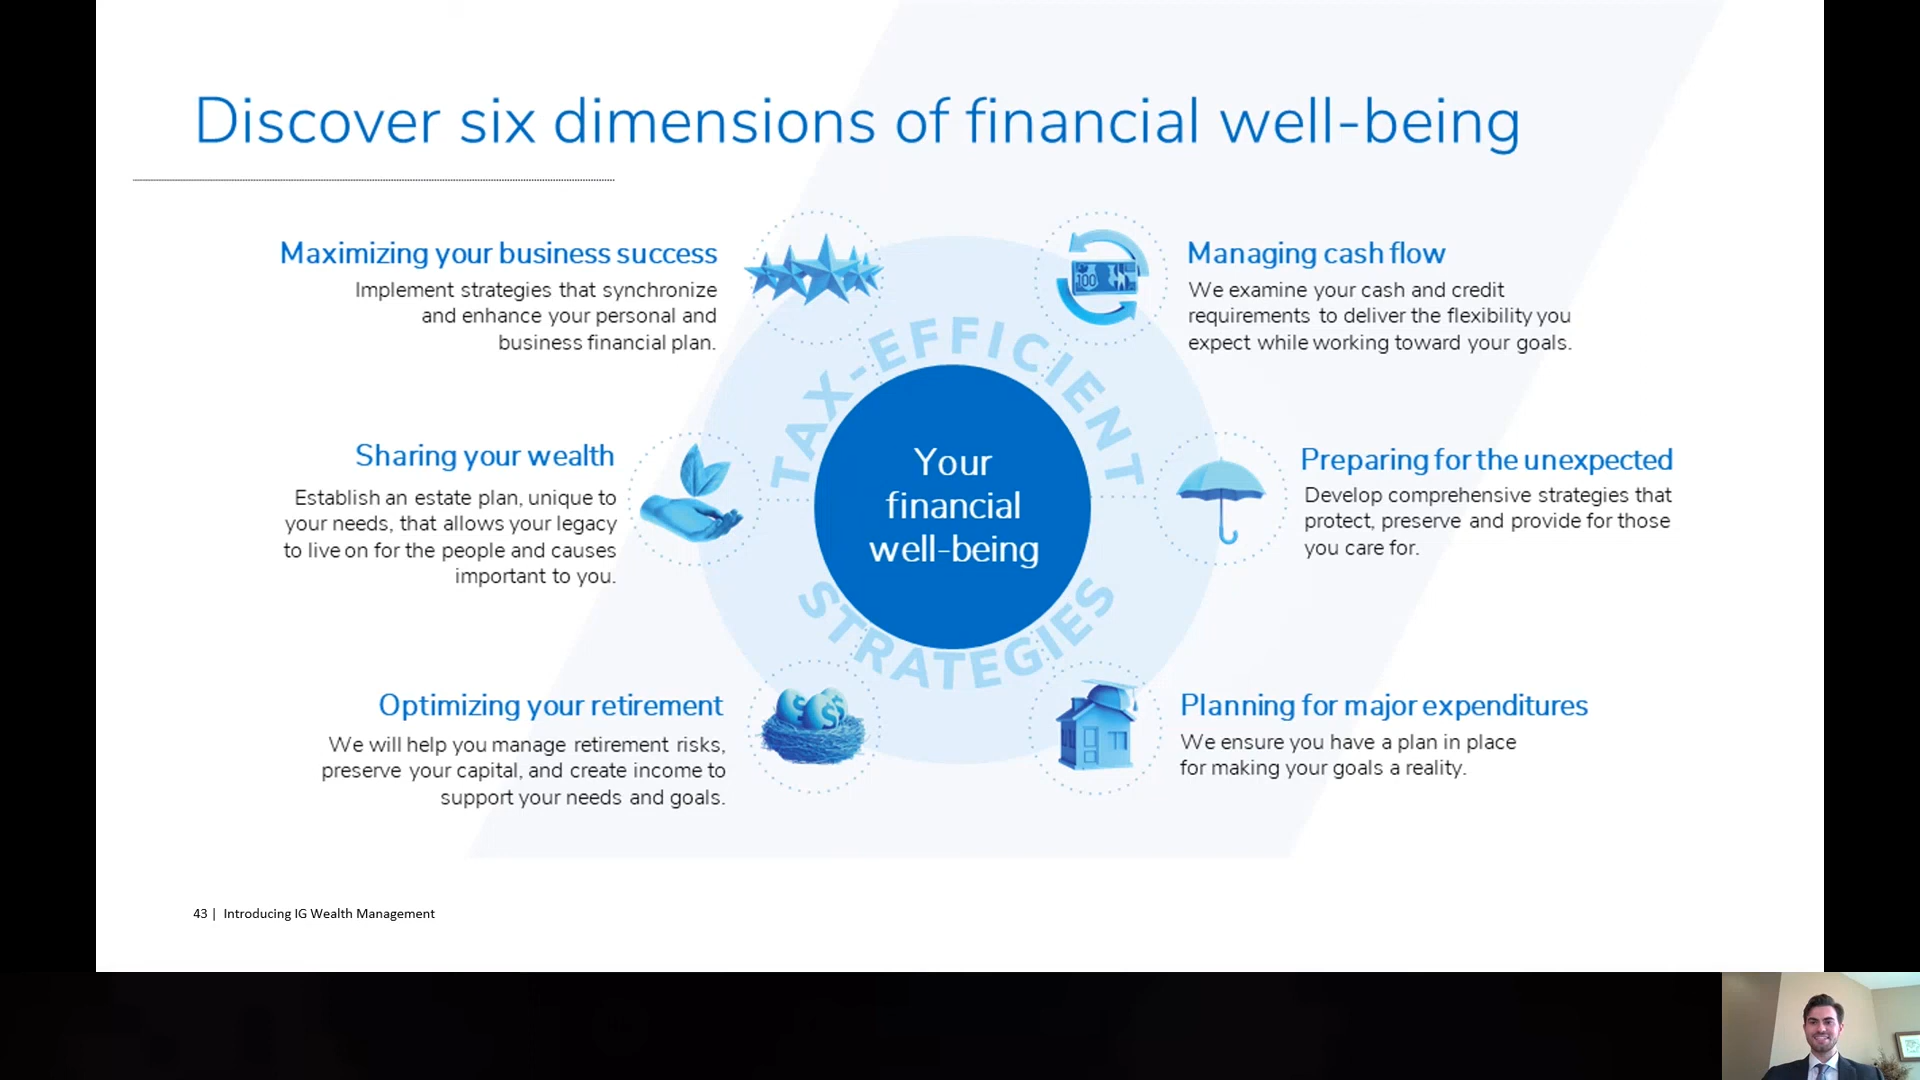 Discover six dimensions of financial well-being
Maximizing your business success
Implement strategies that synchronize
and enhance your personal and
business financial plan.
Managing cash flow
We examine your cash and credit
requirements to deliver the flexibility you
expect while working toward your goals.
100
TAX-EFFICIENT
Sharing your wealth
Establish an estate plan, unique to
your needs, that allows your legacy
to live on for the people and causes
important to you.
Your
financial
well-being
Preparing for the unexpected
Develop comprehensive strategies that
protect, preserve and provide for those
you care for.
STRATEGIES
Optimizing your retirement
We will help you manage retirement risks,
preserve your capital, and create income to
support your needs and goals.
$ $ $
Planning for major expenditures
We ensure you have a plan in place
for making your goals a reality.
43 | Introducing IG Wealth Management